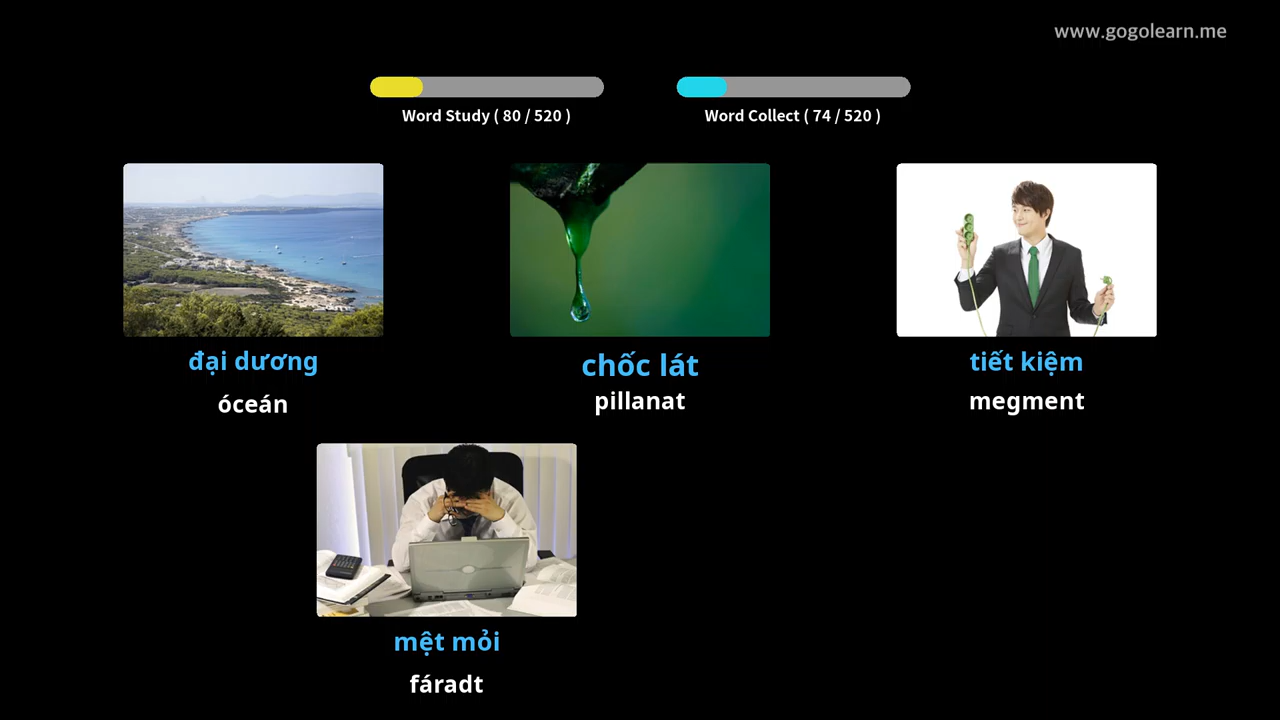 www.gogolearn.me
Word Study ( 80 / 520 )
Word Collect ( 74 / 520 )
đại dương
óceán
chốc lát
pillanat
tiết kiệm
megment
mệt mỏi
fáradt